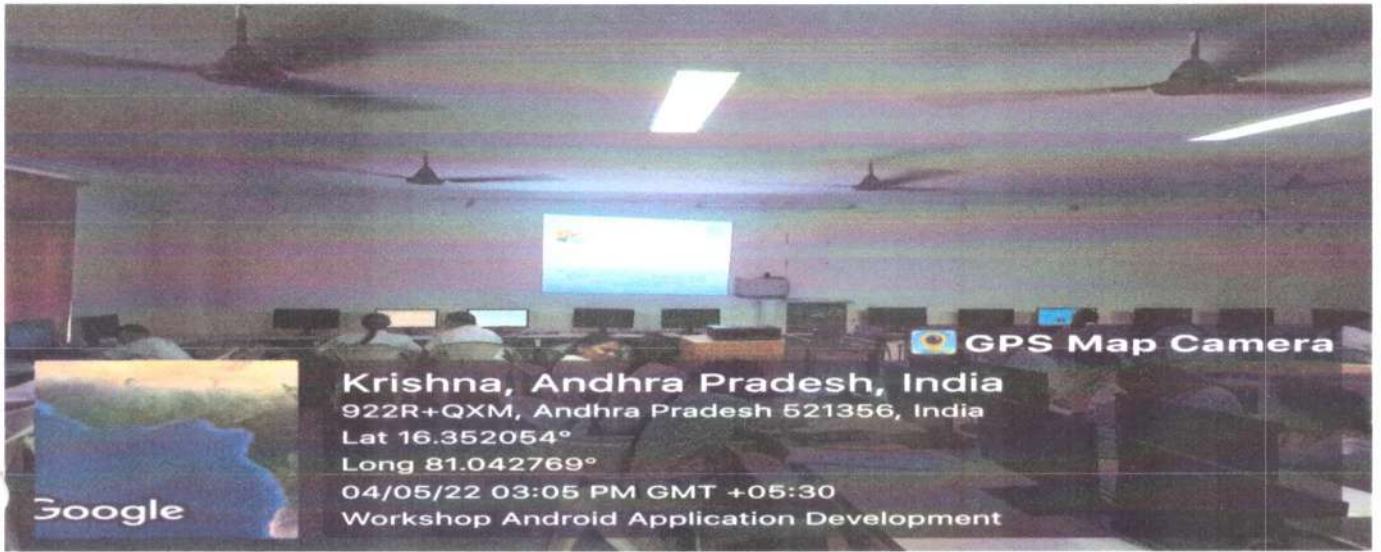 GPS Map Camera
Krishna, Andhra Pradesh, India
922R+QXM, Andhra Pradesh 521356, India
Lat 16.352054°
Long 81.042769°
04/05/22 03:05 PM GMT +05:30
Workshop Android Application Development
Google